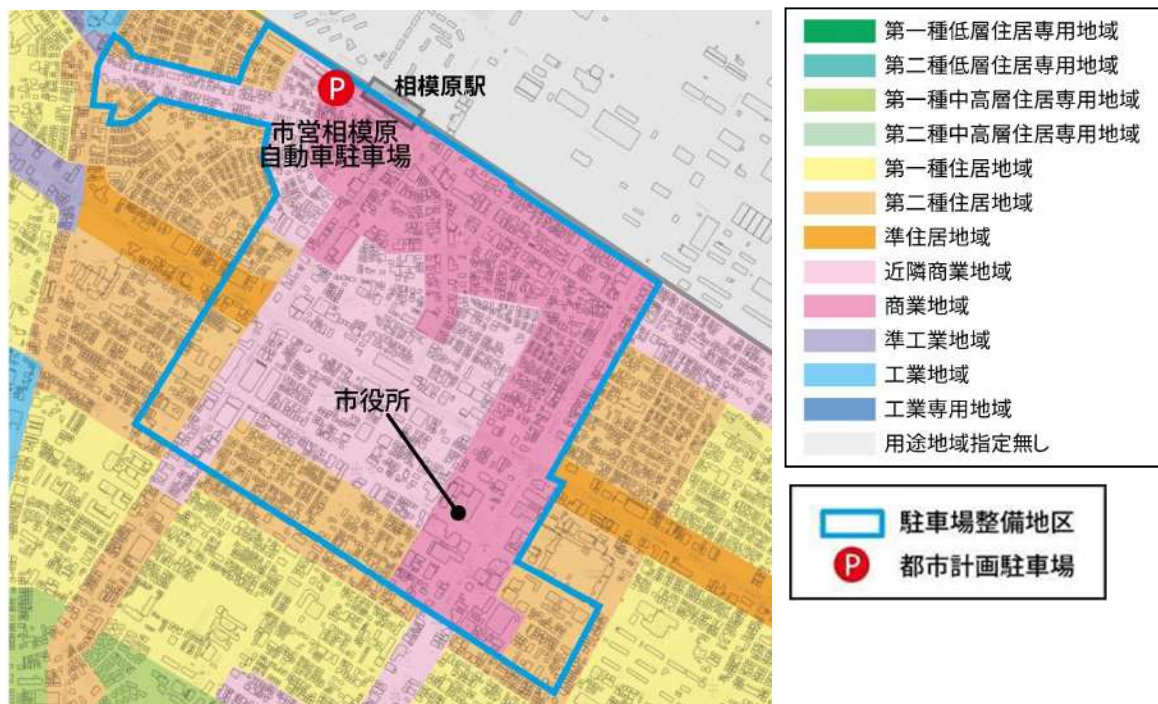 相模原駅
市営相模原
自動車駐車場
市役所
第一種低層住居専用地域
第二種低層住居専用地域
第一種中高層住居専用地域
第二種中高層住居専用地域
第一種住居地域
第二種住居地域
準住居地域
近隣商業地域
商業地域
準工業地域
工業地域
工業専用地域
用途地域指定無し
駐車場整備地区
P 都市計画駐車場
P